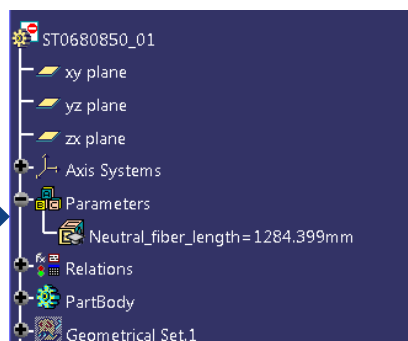 ST0680850_01
xy plane
yz plane
zx plane
Axis Systems
Parameters
Neutral_fiber_length=1284.399mm
Relations
PartBody
Geometrical Set.1